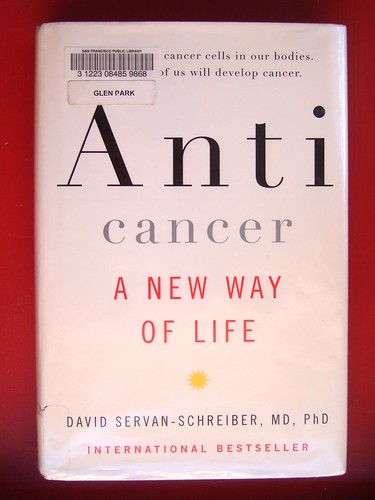 SAN FRANCISCO PUBLIC LIBRARY
3 1223 08485 9868
GLEN PARK
cancer cells in our bodies.
of us will develop cancer.
Anti
cancer
A NEW WAY
OF LIFE
DAVID SERVAN-SCHREIBER, MD, PhD
INTERNATIONAL BESTSELLER